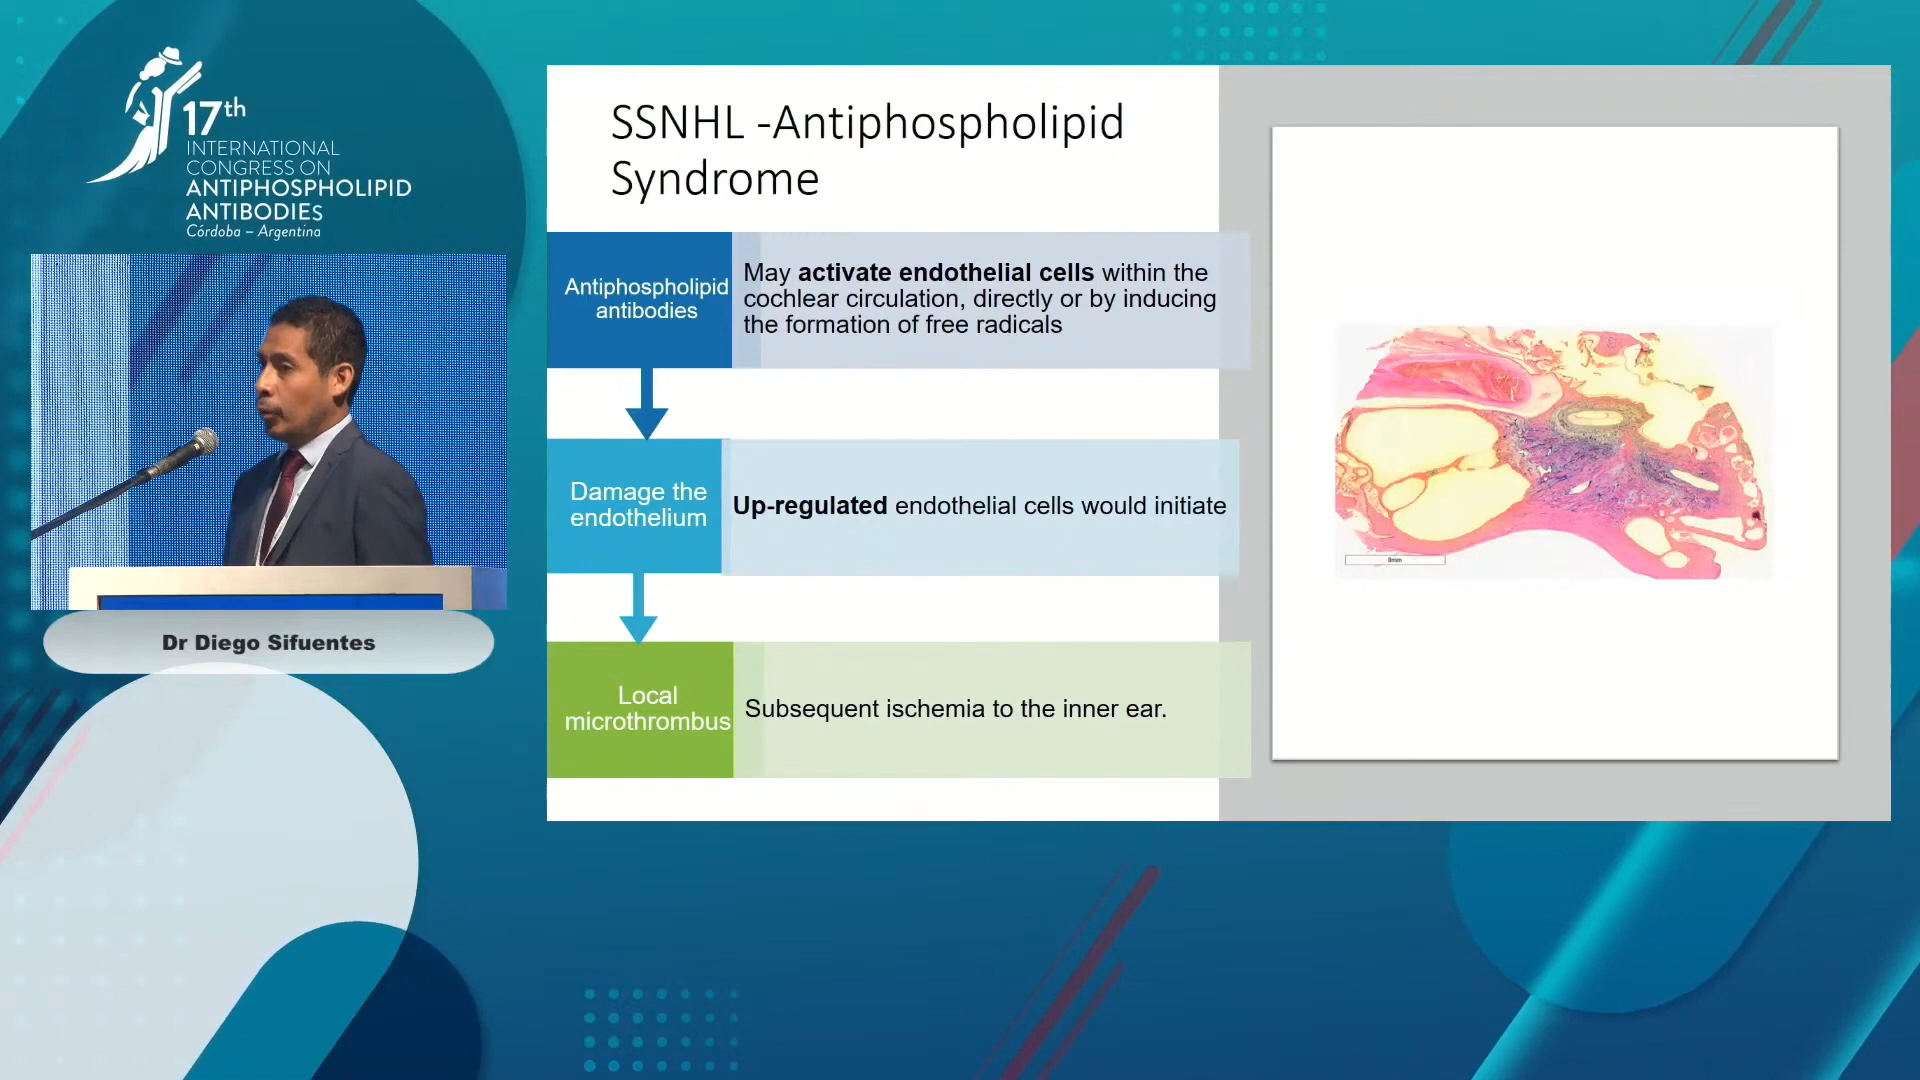 17th
INTERNATIONAL
CONGRESS ON
ANTIPHOSPHOLIPID
ANTIBODIES
Córdoba – Argentina
Dr Diego Sifuentes
SSNHL -Antiphospholipid
Syndrome
Antiphospholipid
antibodies
May activate endothelial cells within the
cochlear circulation, directly or by inducing
the formation of free radicals
Damage the
endothelium
Up-regulated endothelial cells would initiate
Local
microthrombus
Subsequent ischemia to the inner ear.